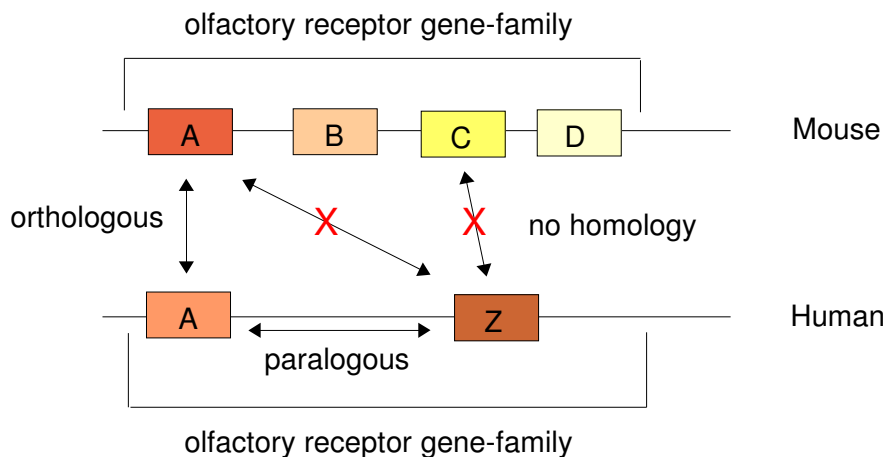 olfactory receptor gene-family
A B C D Mouse
orthologous X X no homology
A Z Human
paralogous
olfactory receptor gene-family